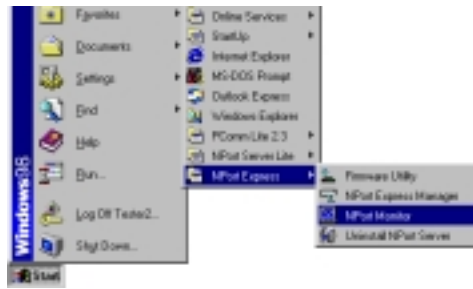 Favorites
Documents
Settings
Find
Help
Run...
Log Off Tester2...
Shut Down...
Windows98
Start
Online Services
StartUp
Internet Explorer
MS-DOS Prompt
Outlook Express
Windows Explorer
PComm Lite 2.3
NPort Server Lite
NPort Express
Firmware Utility
NPort Express Manager
NPort Monitor
Uninstall NPort Server